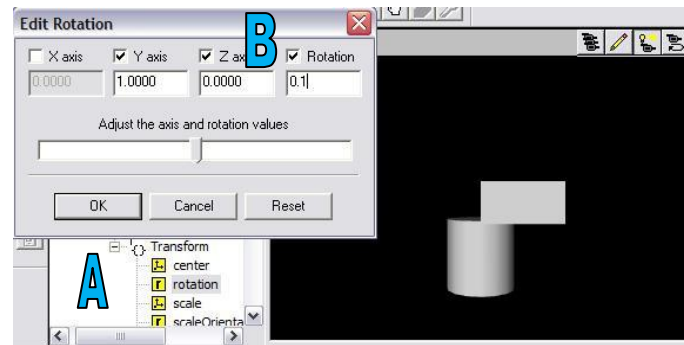 Edit Rotation
B
X axis Y axis Z ax Rotation
0.0000 1.0000 0.0000 0.1
Adjust the axis and rotation values
OK Cancel Reset
A
Transform
center
r rotation
scale
r scaleOrienta